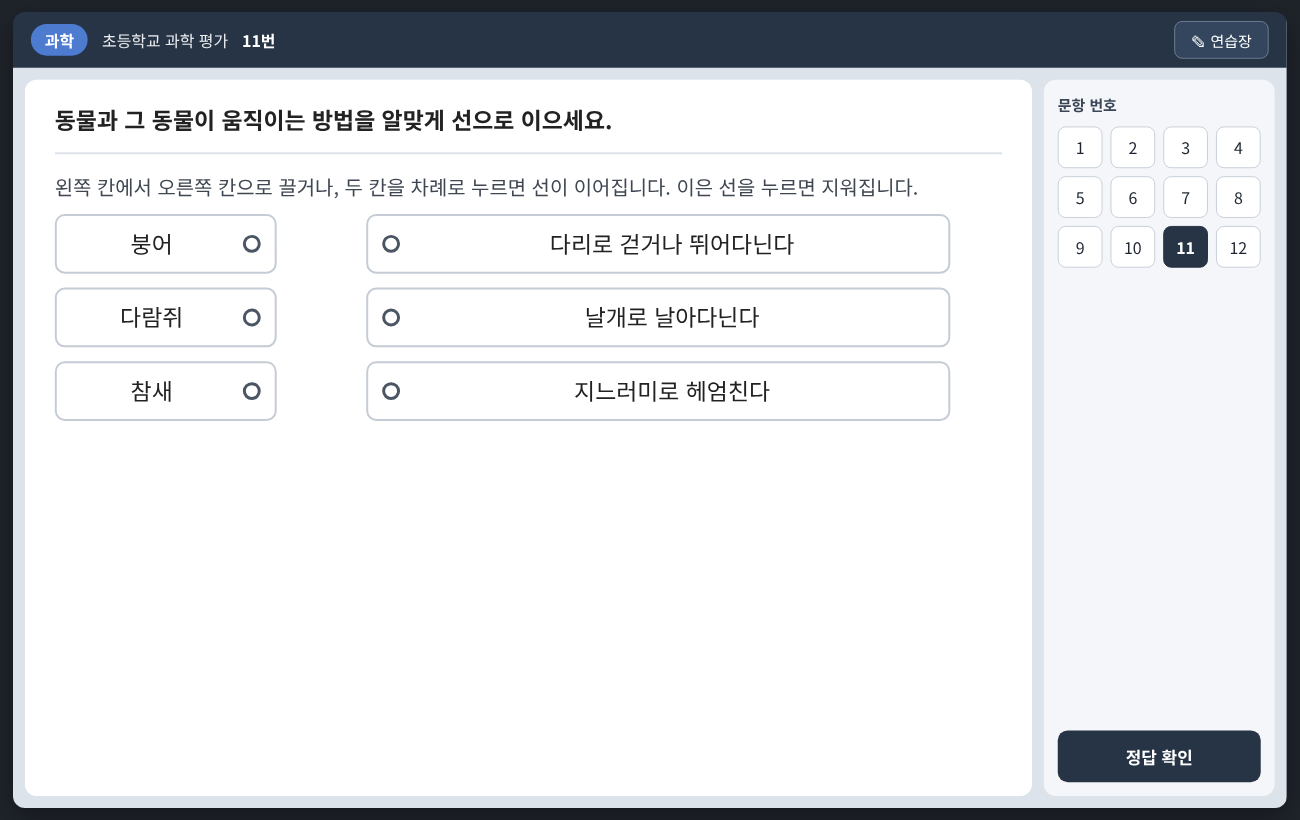 과학 초등학교 과학 평가 11번 ✎ 연습장
동물과 그 동물이 움직이는 방법을 알맞게 선으로 이으세요.
왼쪽 칸에서 오른쪽 칸으로 끌거나, 두 칸을 차례로 누르면 선이 이어집니다. 이은 선을 누르면 지워집니다.
붕어 다리로 걷거나 뛰어다닌다
다람쥐 날개로 날아다닌다
참새 지느러미로 헤엄친다
문항 번호
1 2 3 4
5 6 7 8
9 10 11 12
정답 확인